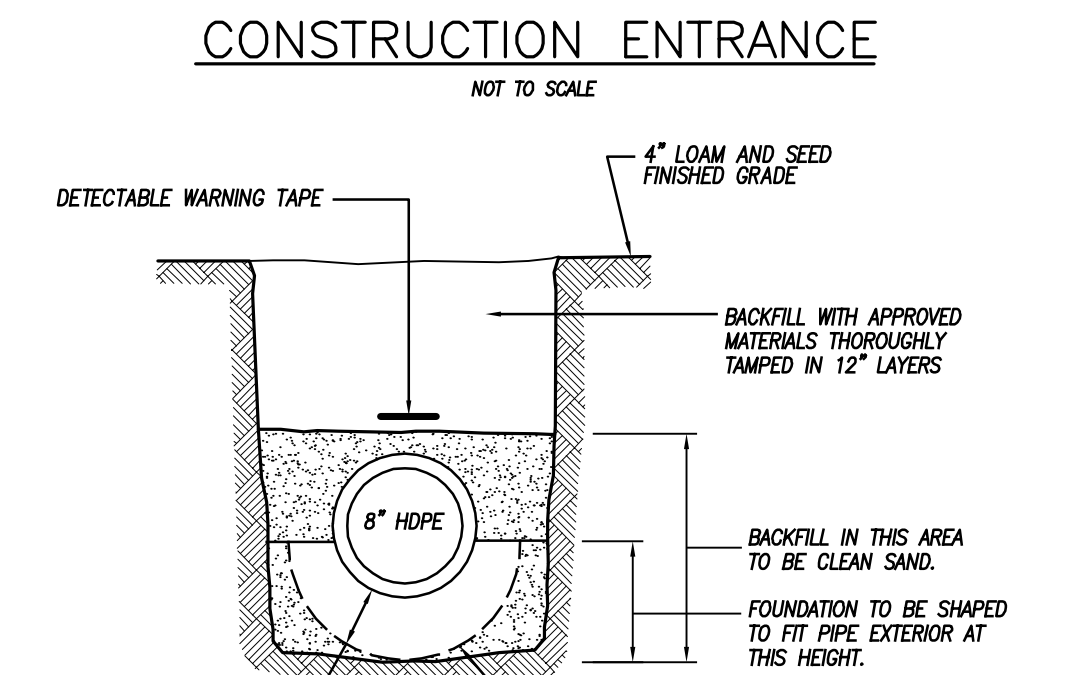 CONSTRUCTION ENTRANCE
NOT TO SCALE
4" LOAM AND SEED
FINISHED GRADE
DETECTABLE WARNING TAPE
BACKFILL WITH APPROVED
MATERIALS THOROUGHLY
TAMPED IN 12" LAYERS
8" HDPE
BACKFILL IN THIS AREA
TO BE CLEAN SAND.
FOUNDATION TO BE SHAPED
TO FIT PIPE EXTERIOR AT
THIS HEIGHT.